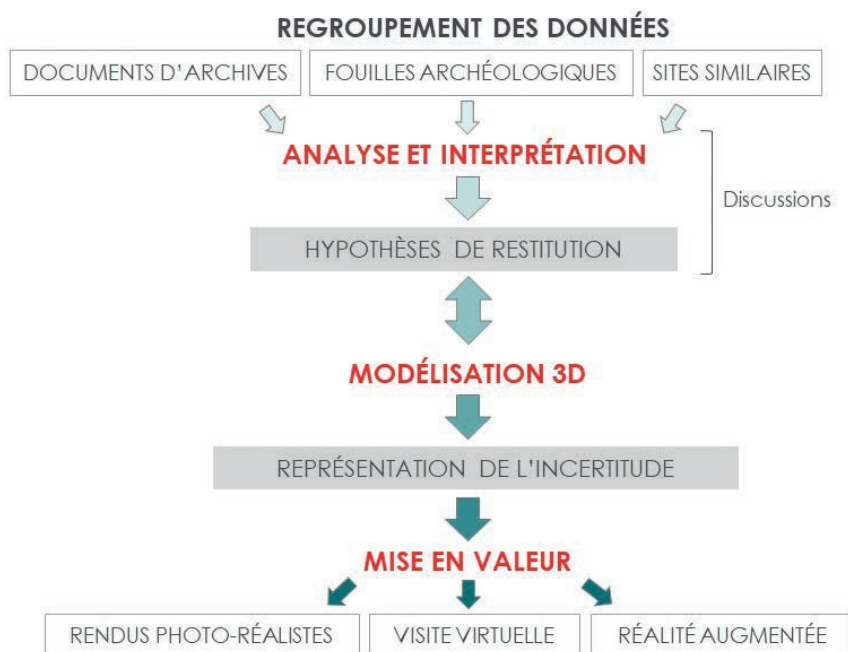 REGROUPEMENT DES DONNÉES
DOCUMENTS D'ARCHIVES
FOUILLES ARCHÉOLOGIQUES
SITES SIMILAIRES
ANALYSE ET INTERPRÉTATION
Discussions
HYPOTHÈSES DE RESTITUTION
MODÉLISATION 3D
REPRÉSENTATION DE L'INCERTITUDE
MISE EN VALEUR
RENDUS PHOTO-RÉALISTES
VISITE VIRTUELLE
RÉALITÉ AUGMENTÉE